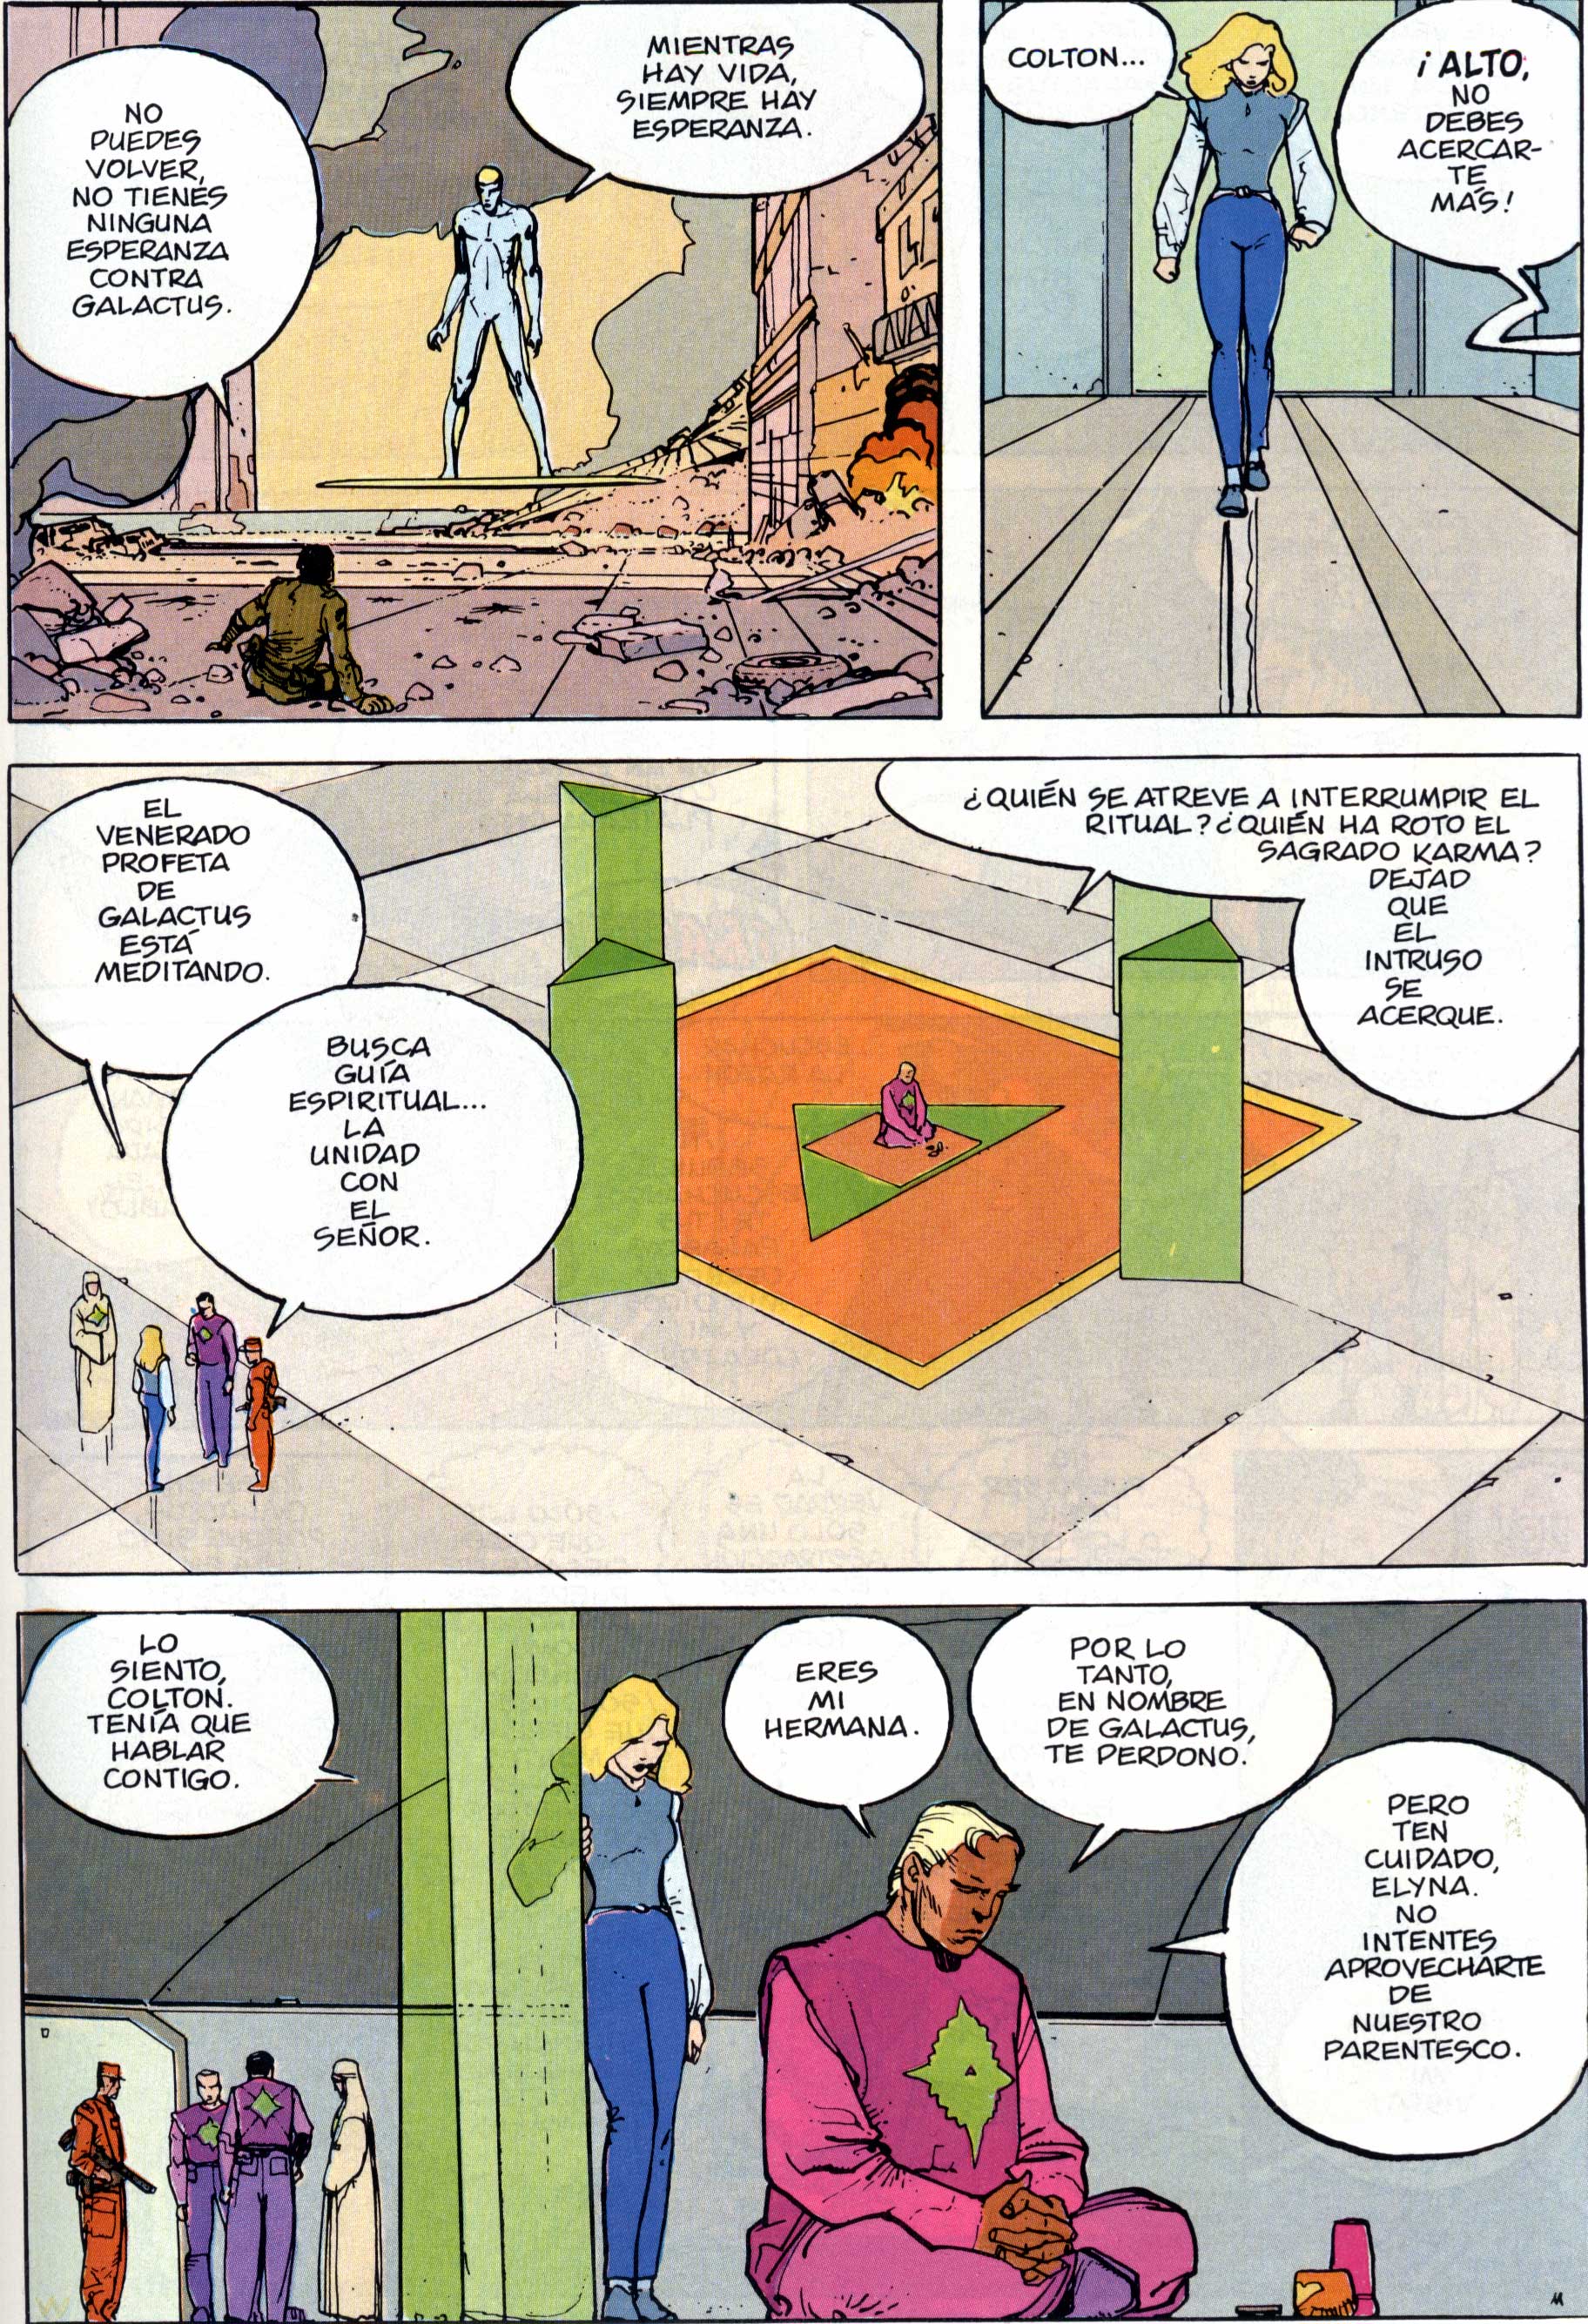 NO
PUEDES
VOLVER,
NO TIENES
NINGUNA
ESPERANZA
CONTRA
GALACTUS.
MIENTRAS
HAY VIDA,
SIEMPRE HAY
ESPERANZA.
AVAN
COLTON...
¡ALTO,
NO
DEBES
ACERCAR-
TE
MÁS!
EL
VENERADO
PROFETA
DE
GALACTUS
ESTÁ
MEDITANDO.
BUSCA
GUÍA
ESPIRITUAL...
LA
UNIDAD
CON
EL
SEÑOR.
¿QUIÉN SE ATREVE A INTERRUMPIR EL
RITUAL? ¿QUIÉN HA ROTO EL
SAGRADO KARMA?
DEJAD
QUE
EL
INTRUSO
SE
ACERQUE.
LO
SIENTO,
COLTON.
TENÍA QUE
HABLAR
CONTIGO.
ERES
MI
HERMANA.
POR LO
TANTO,
EN NOMBRE
DE GALACTUS,
TE PERDONO.
PERO
TEN
CUIDADO,
ELYNA.
NO
INTENTES
APROVECHARTE
DE
NUESTRO
PARENTESCO.